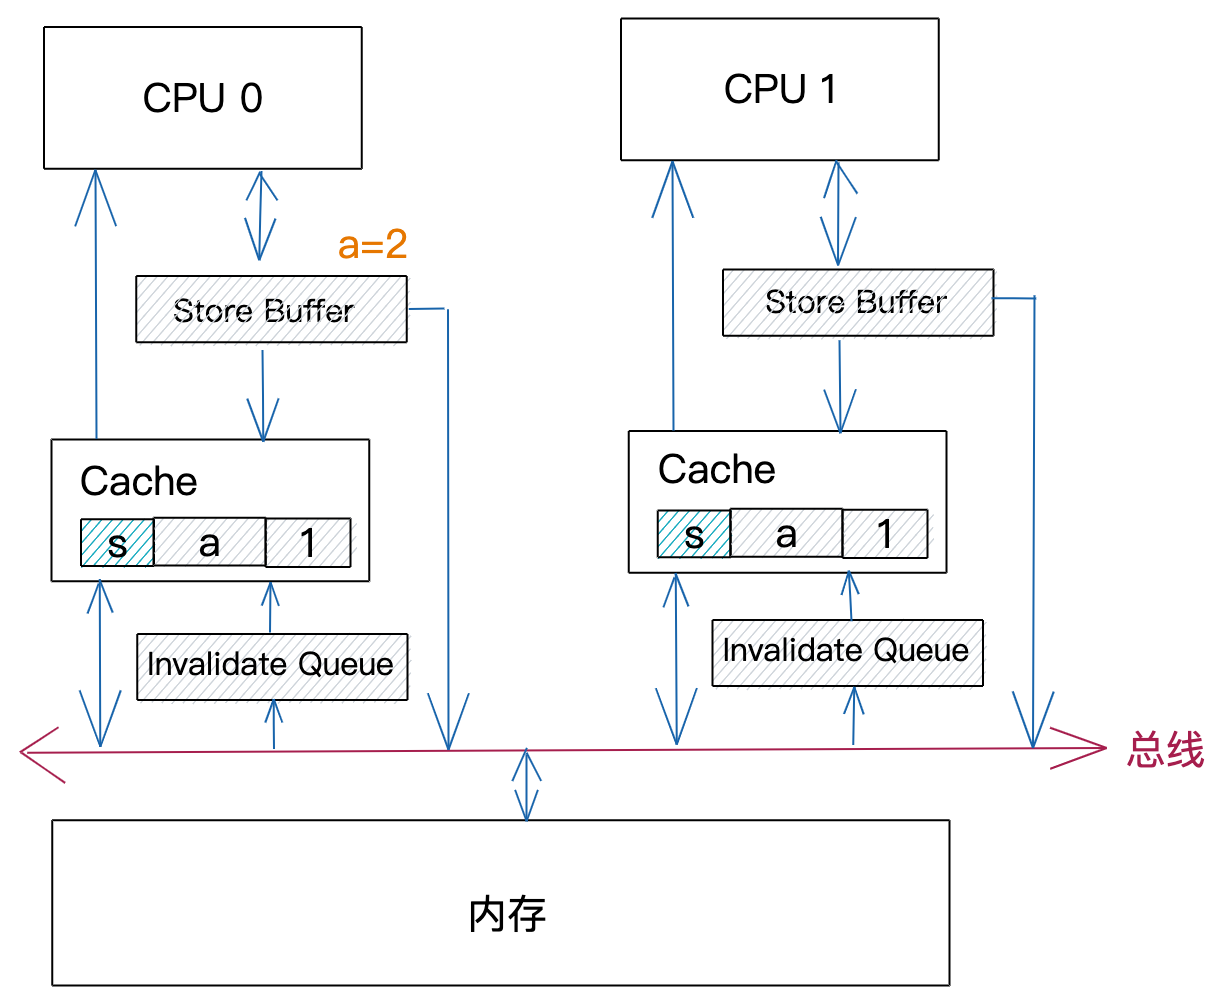 CPU 0
CPU 1
a=2
Store Buffer
Store Buffer
Cache
s a 1
Cache
s a 1
Invalidate Queue
Invalidate Queue
总线
内存